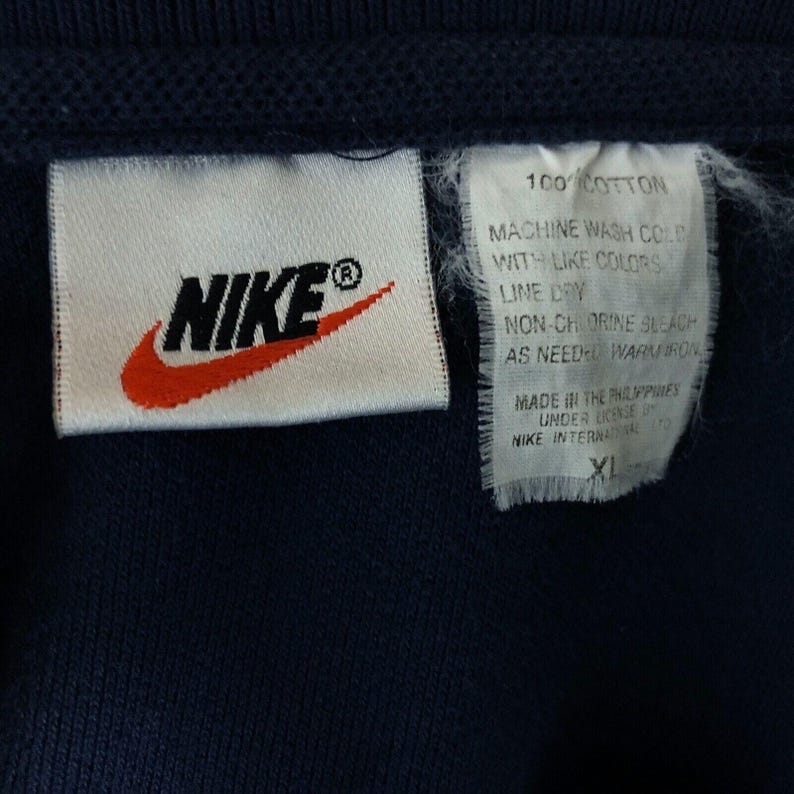 NIKE®
100% COTTON
MACHINE WASH COLD
WITH LIKE COLORS
LINE DRY
NON-CHLORINE BLEACH
AS NEEDED WARM IRON
MADE IN THE PHILIPPINES
UNDER LICENSE BY
NIKE INTERNATIONAL LTD
XL